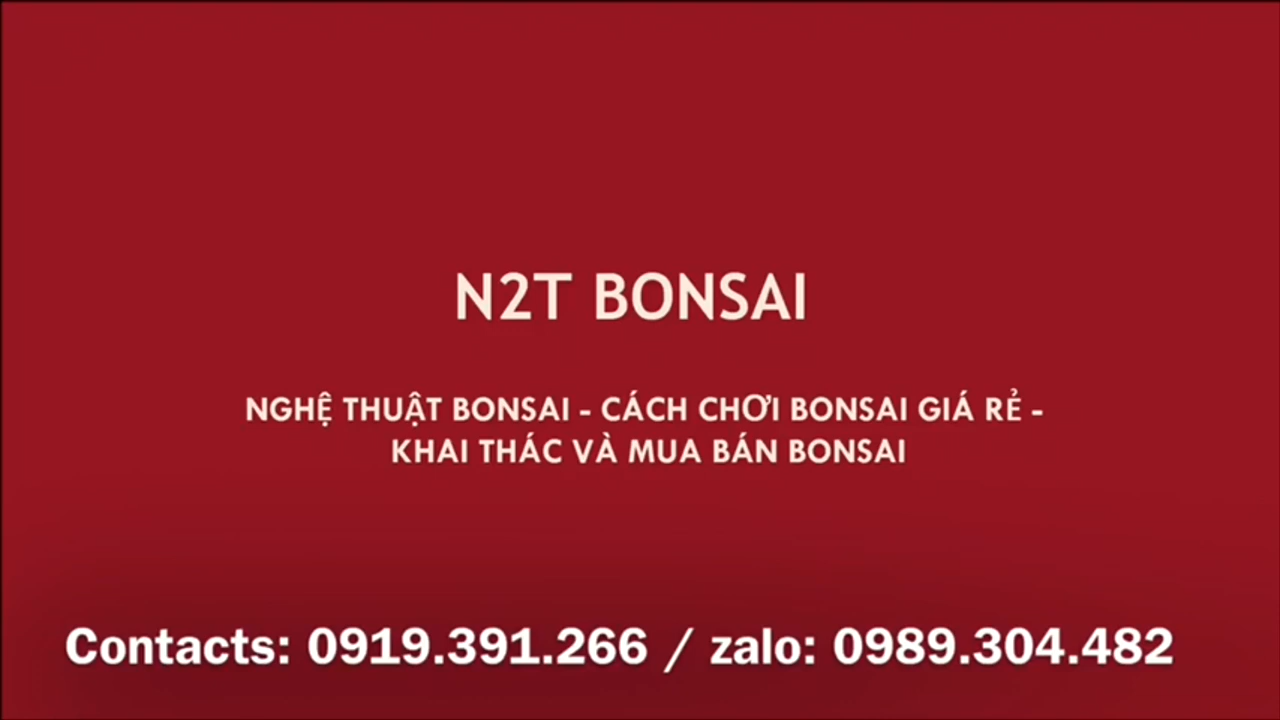 N2T BONSAI
NGHỆ THUẬT BONSAI - CÁCH CHƠI BONSAI GIÁ RẺ -
KHAI THÁC VÀ MUA BÁN BONSAI
Contacts: 0919.391.266 / zalo: 0989.304.482